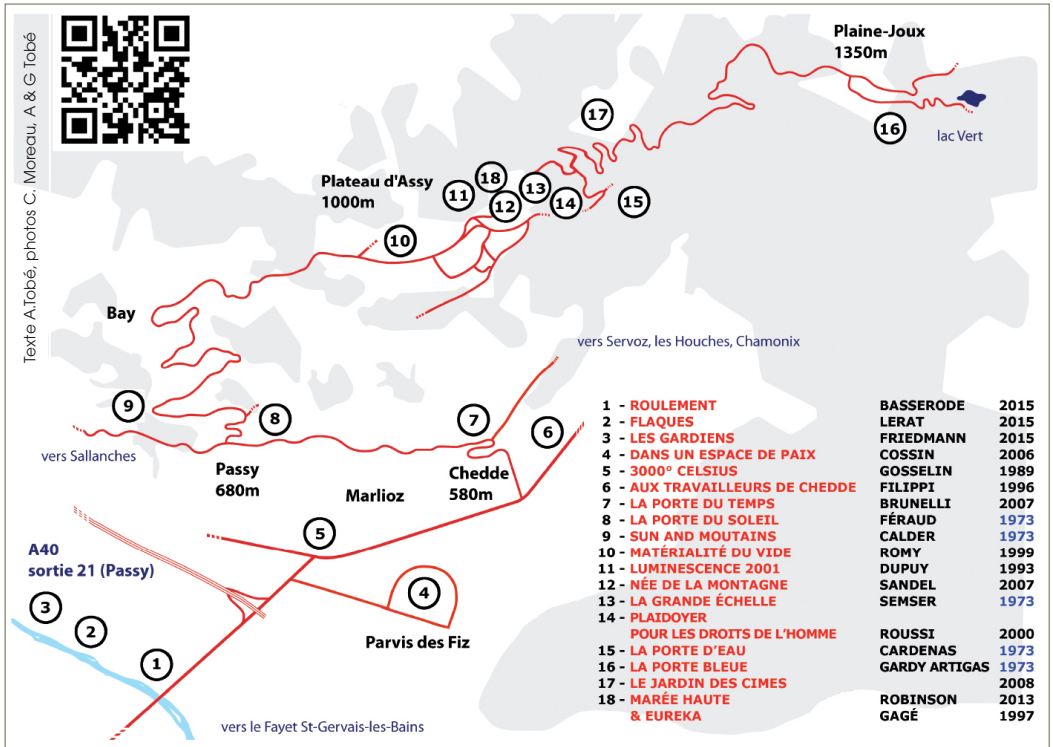 Texte A.Tobé, photos C. Moreau, A & G Tobé
Plaine-Joux
1350m
17
16
lac Vert
Plateau d'Assy
1000m
11
18
12
13
14
15
10
Bay
vers Servoz, les Houches, Chamonix
9
8
7
6
vers Sallanches
Passy
680m
Chedde
580m
Marlioz
5
A40
sortie 21 (Passy)
4
Parvis des Fiz
3
2
1
vers le Fayet St-Gervais-les-Bains
1 - ROULEMENT BASSERODE 2015
2 - FLAQUES LERAT 2015
3 - LES GARDIENS FRIEDMANN 2015
4 - DANS UN ESPACE DE PAIX COSSIN 2006
5 - 3000° CELSIUS GOSSELIN 1989
6 - AUX TRAVAILLEURS DE CHEDDE FILIPPI 1996
7 - LA PORTE DU TEMPS BRUNELLI 2007
8 - LA PORTE DU SOLEIL FÉRAUD 1973
9 - SUN AND MOUTAINS CALDER 1973
10 - MATÉRIALITÉ DU VIDE ROMY 1999
11 - LUMINESCENCE 2001 DUPUY 1993
12 - NÉE DE LA MONTAGNE SANDEL 2007
13 - LA GRANDE ÉCHELLE SEMSER 1973
14 - PLAIDOYER
POUR LES DROITS DE L'HOMME ROUSSI 2000
15 - LA PORTE D'EAU CARDENAS 1973
16 - LA PORTE BLEUE GARDY ARTIGAS 1973
17 - LE JARDIN DES CIMES 2008
18 - MARÉE HAUTE ROBINSON 2013
& EUREKA GAGÉ 1997